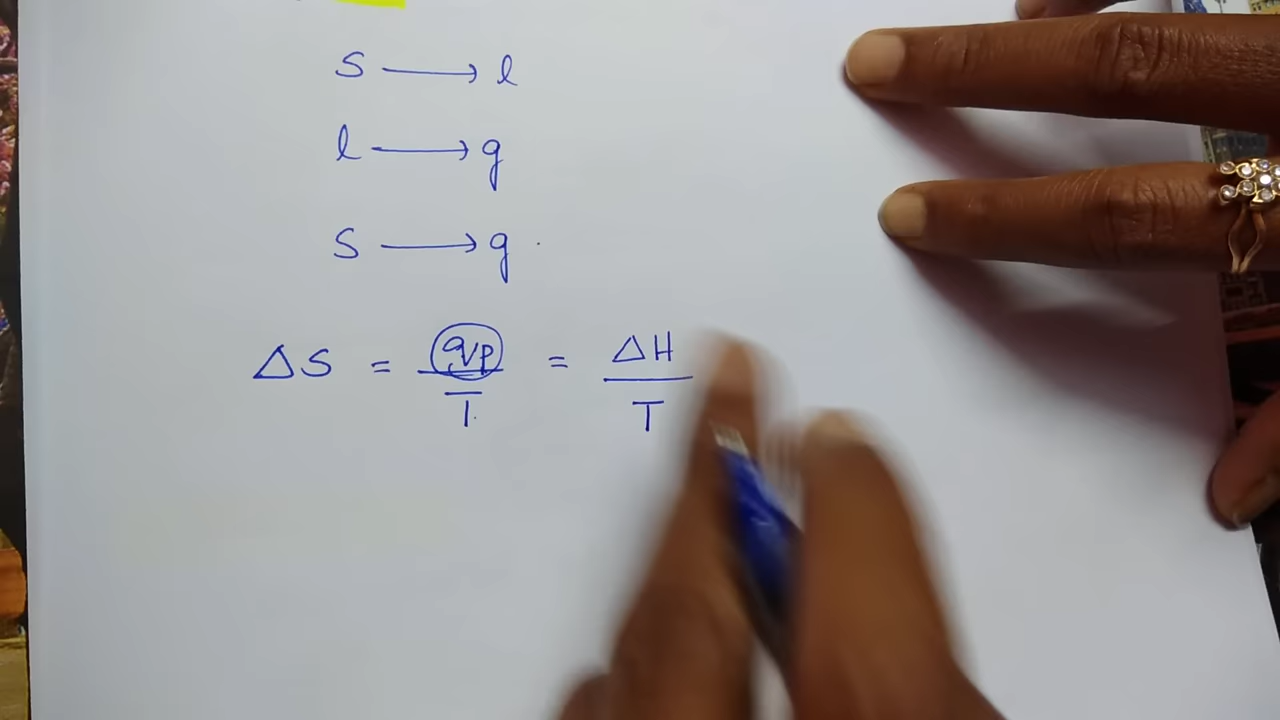 S ⟶ l
l ⟶ g
S ⟶ g
ΔS = qvp / T = ΔH / T